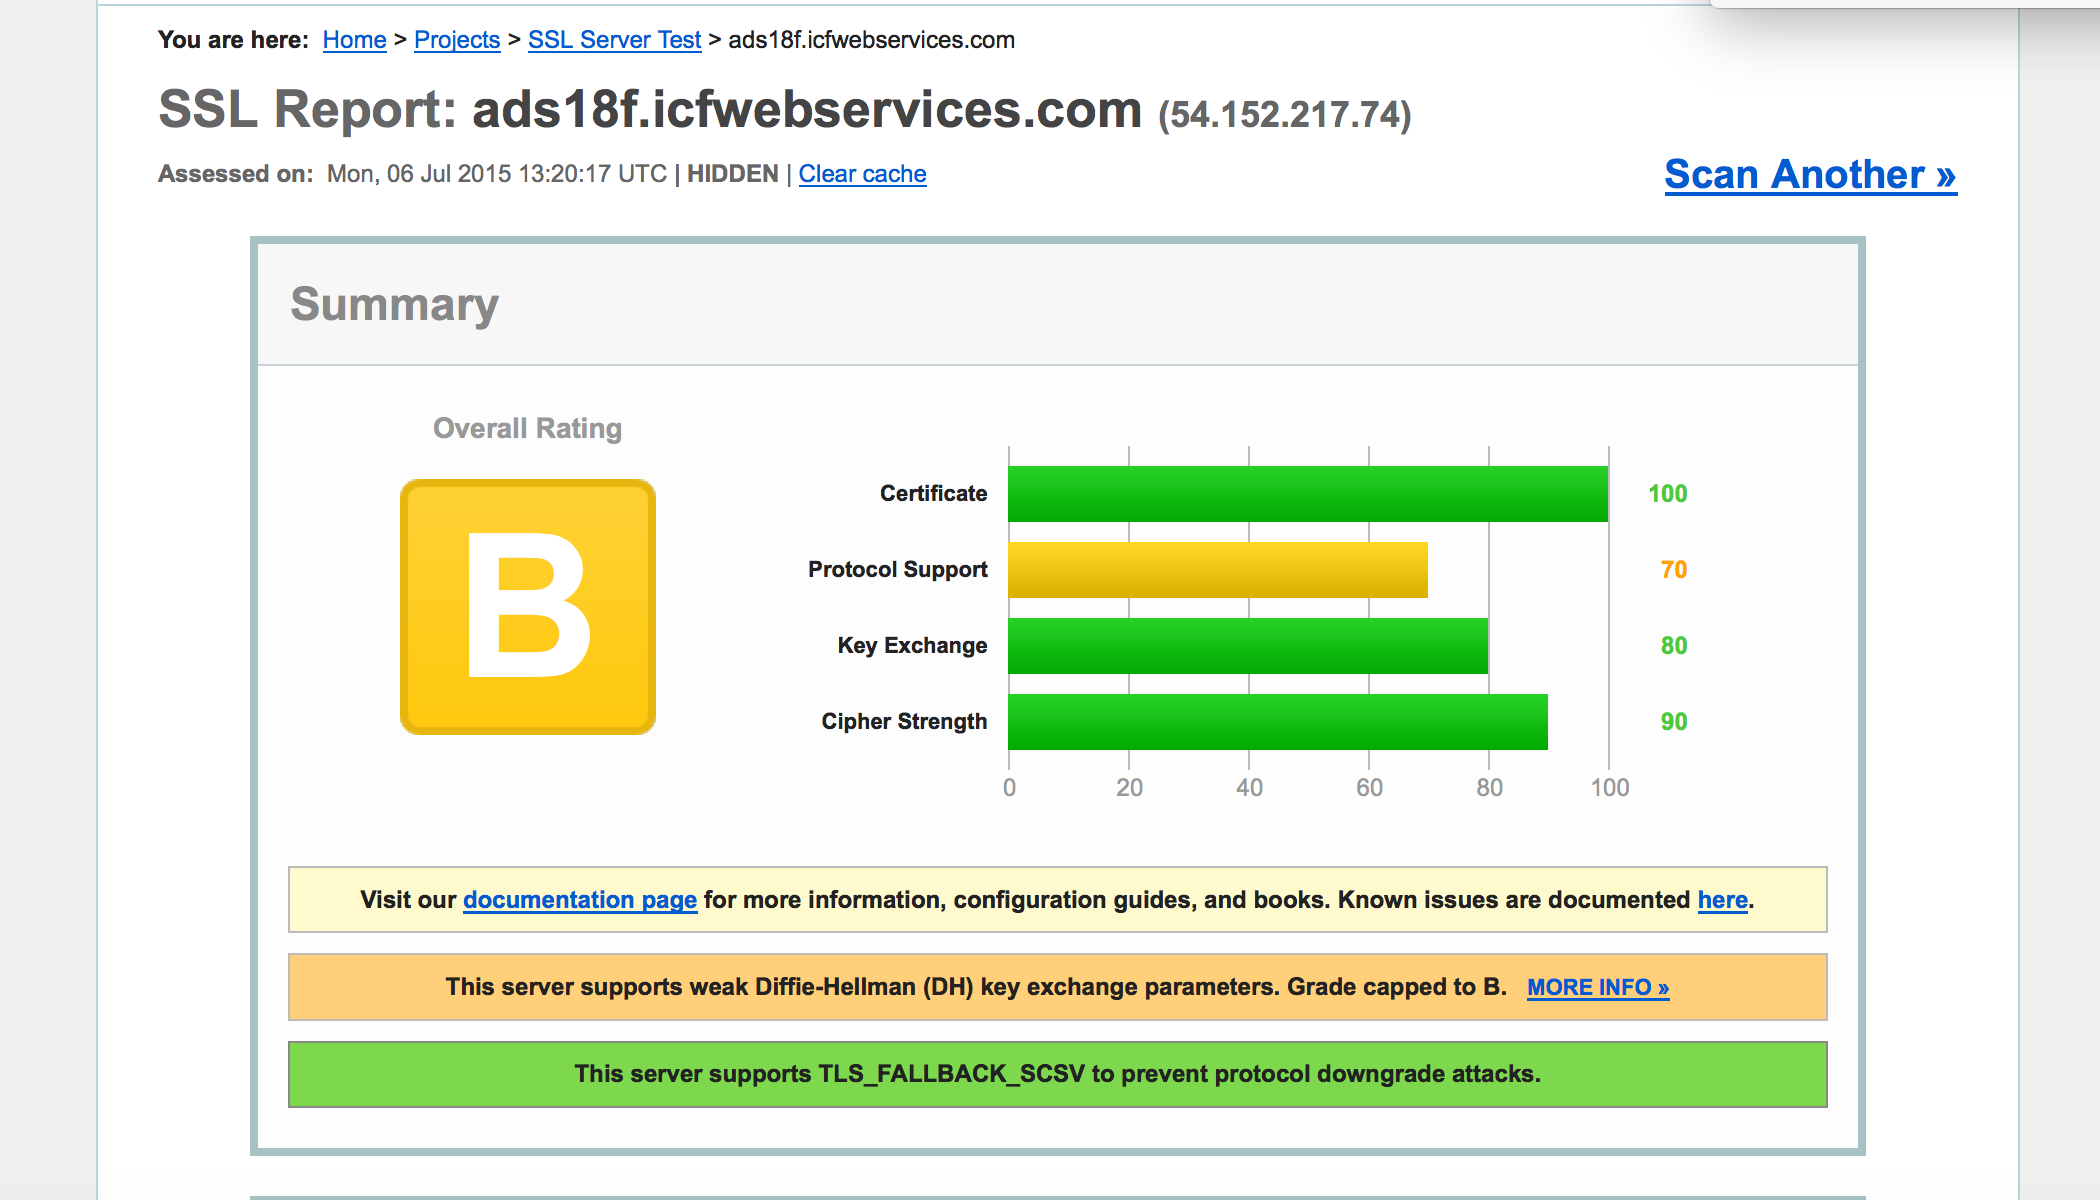 You are here: Home > Projects > SSL Server Test > ads18f.icfwebservices.com
SSL Report: ads18f.icfwebservices.com (54.152.217.74)
Assessed on: Mon, 06 Jul 2015 13:20:17 UTC | HIDDEN | Clear cache
Scan Another »
Summary
Overall Rating
B
Certificate 100
Protocol Support 70
Key Exchange 80
Cipher Strength 90
0 20 40 60 80 100
Visit our documentation page for more information, configuration guides, and books. Known issues are documented here.
This server supports weak Diffie-Hellman (DH) key exchange parameters. Grade capped to B. MORE INFO »
This server supports TLS_FALLBACK_SCSV to prevent protocol downgrade attacks.